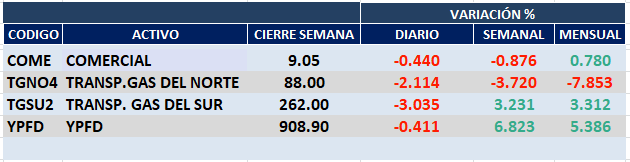 VARIACIÓN %
CODIGO ACTIVO CIERRE SEMANA DIARIO SEMANAL MENSUAL
COME COMERCIAL 9.05 -0.440 -0.876 0.780
TGNO4 TRANSP.GAS DEL NORTE 88.00 -2.114 -3.720 -7.853
TGSU2 TRANSP. GAS DEL SUR 262.00 -3.035 3.231 3.312
YPFD YPFD 908.90 -0.411 6.823 5.386